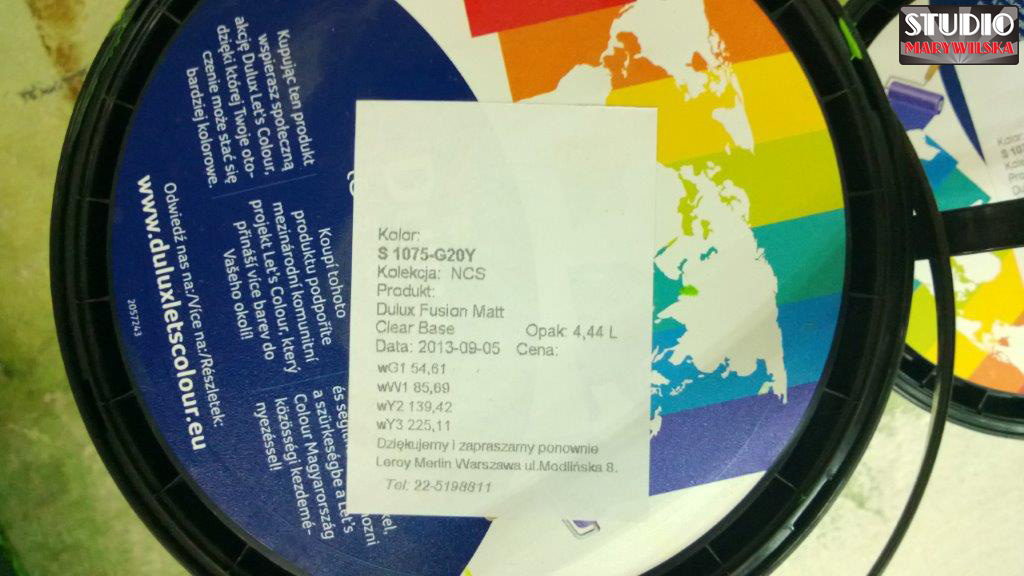 STUDIO
MARYWILSKA
Kupując ten produkt
wspierasz społeczną
akcję Dulux Let's Colour,
dzięki której Twoje oto-
czenie może stać się
bardziej kolorowe.
Koupí tohoto
produktu podpoříte
mezinárodní komunitní
projekt Let's Colour, který
přináší více barev do
Vašeho okolí!
a szürkeségbe a Let's
Colour Magyarország
közösségi kezdemé-
nyezéssel!
Odwiedź nas na:/Více na:/Részletek:
www.duluxletscolour.eu
2057243
Kolor:
S 1075-G20Y
Kolekcja: NCS
Produkt:
Dulux Fusion Matt
Clear Base Opak: 4,44 L
Data: 2013-09-05 Cena:
wG1 54,61
wW1 85,69
wY2 139,42
wY3 225,11
Dziękujemy i zapraszamy ponownie
Leroy Merlin Warszawa ul.Modlińska 8.
Tel: 22-5198811